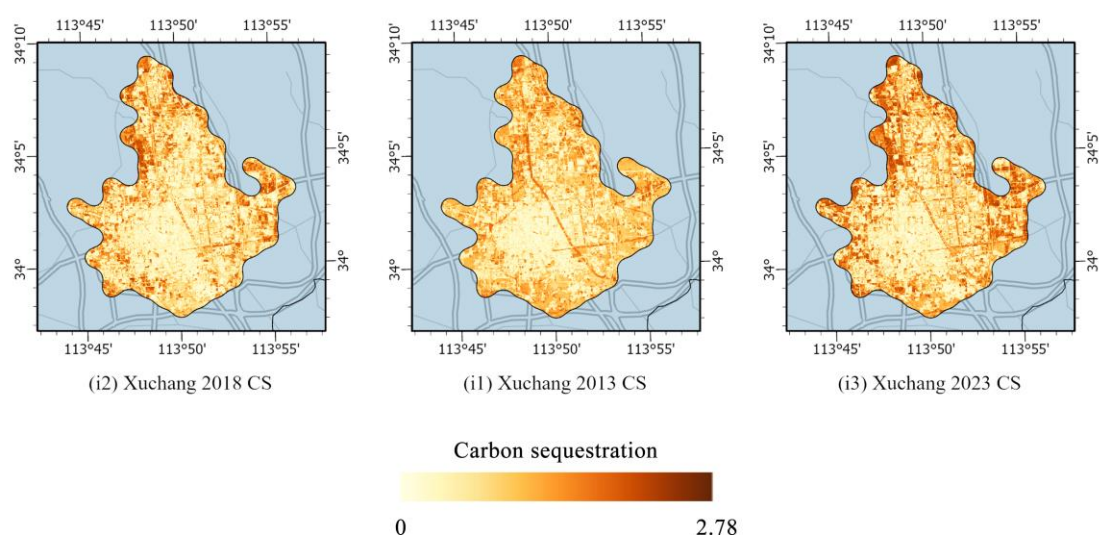 113°45' 113°50' 113°55' 113°45' 113°50' 113°55' 113°45' 113°50' 113°55'
34°10' 34°10' 34°10'
34°5' 34°5' 34°5' 34°5' 34°5' 34°5'
34° 34° 34° 34° 34° 34°
113°45' 113°50' 113°55' 113°45' 113°50' 113°55' 113°45' 113°50' 113°55'
(i2) Xuchang 2018 CS (i1) Xuchang 2013 CS (i3) Xuchang 2023 CS
Carbon sequestration
0 2.78